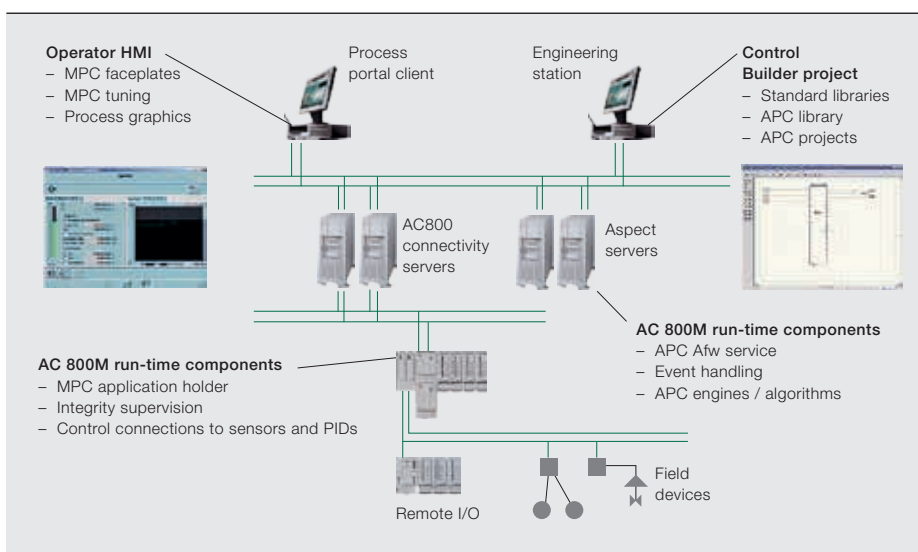 Operator HMI
– MPC faceplates
– MPC tuning
– Process graphics
Process
portal client
Engineering
station
Control
Builder project
– Standard libraries
– APC library
– APC projects
AC800
connectivity
servers
Aspect
servers
AC 800M run-time components
– MPC application holder
– Integrity supervision
– Control connections to sensors and PIDs
AC 800M run-time components
– APC Afw service
– Event handling
– APC engines / algorithms
Remote I/O
Field
devices